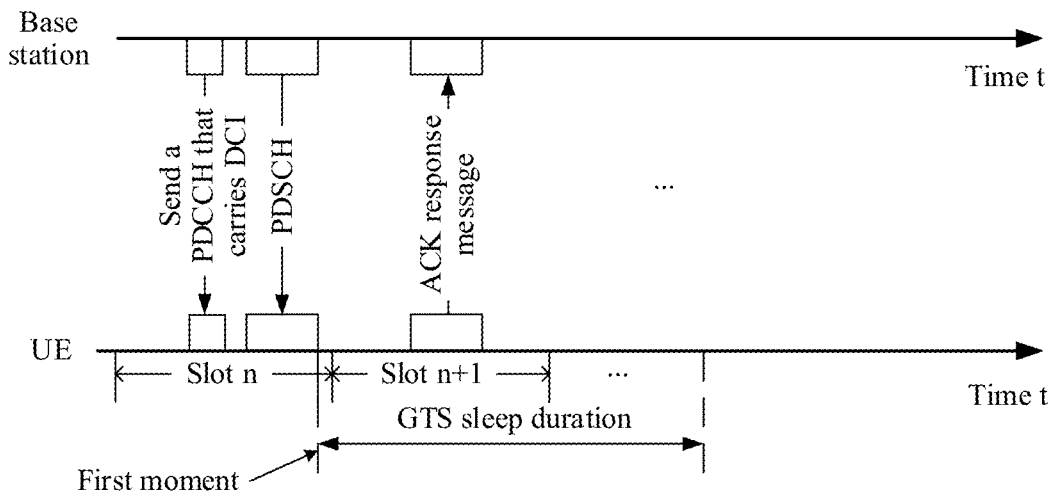 Base
station
Time t
Send a
PDCCH that
carries DCI
PDSCH
ACK response
message
...
UE
Slot n
Slot n+1
...
Time t
GTS sleep duration
First moment